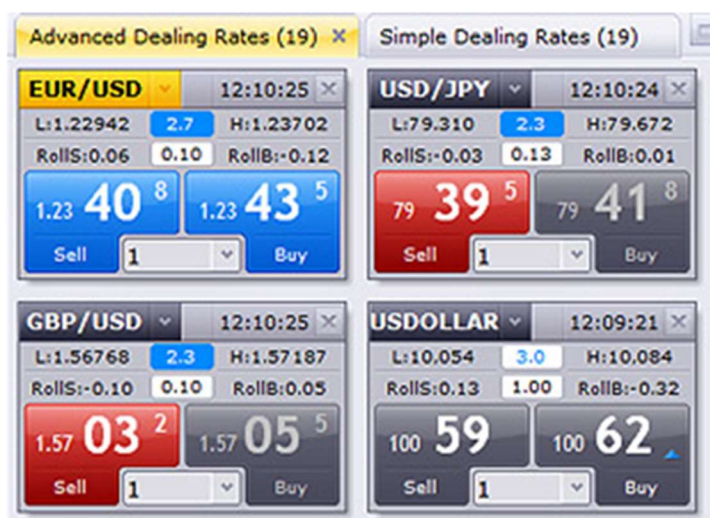 Advanced Dealing Rates (19) x Simple Dealing Rates (19)
EUR/USD 12:10:25 x
L:1.22942 2.7 H:1.23702
RollS:0.06 0.10 RollB:-0.12
1.23 40 8 1.23 43 5
Sell 1 Buy
USD/JPY 12:10:24 x
L:79.310 2.3 H:79.672
RollS:-0.03 0.13 RollB:0.01
79 39 5 79 41 8
Sell 1 Buy
GBP/USD 12:10:25 x
L:1.56768 2.3 H:1.57187
RollS:-0.10 0.10 RollB:0.05
1.57 03 2 1.57 05 5
Sell 1 Buy
USDOLLAR 12:09:21 x
L:10,054 3.0 H:10,084
RollS:0.13 1.00 RollB:-0.32
100 59 100 62
Sell 1 Buy